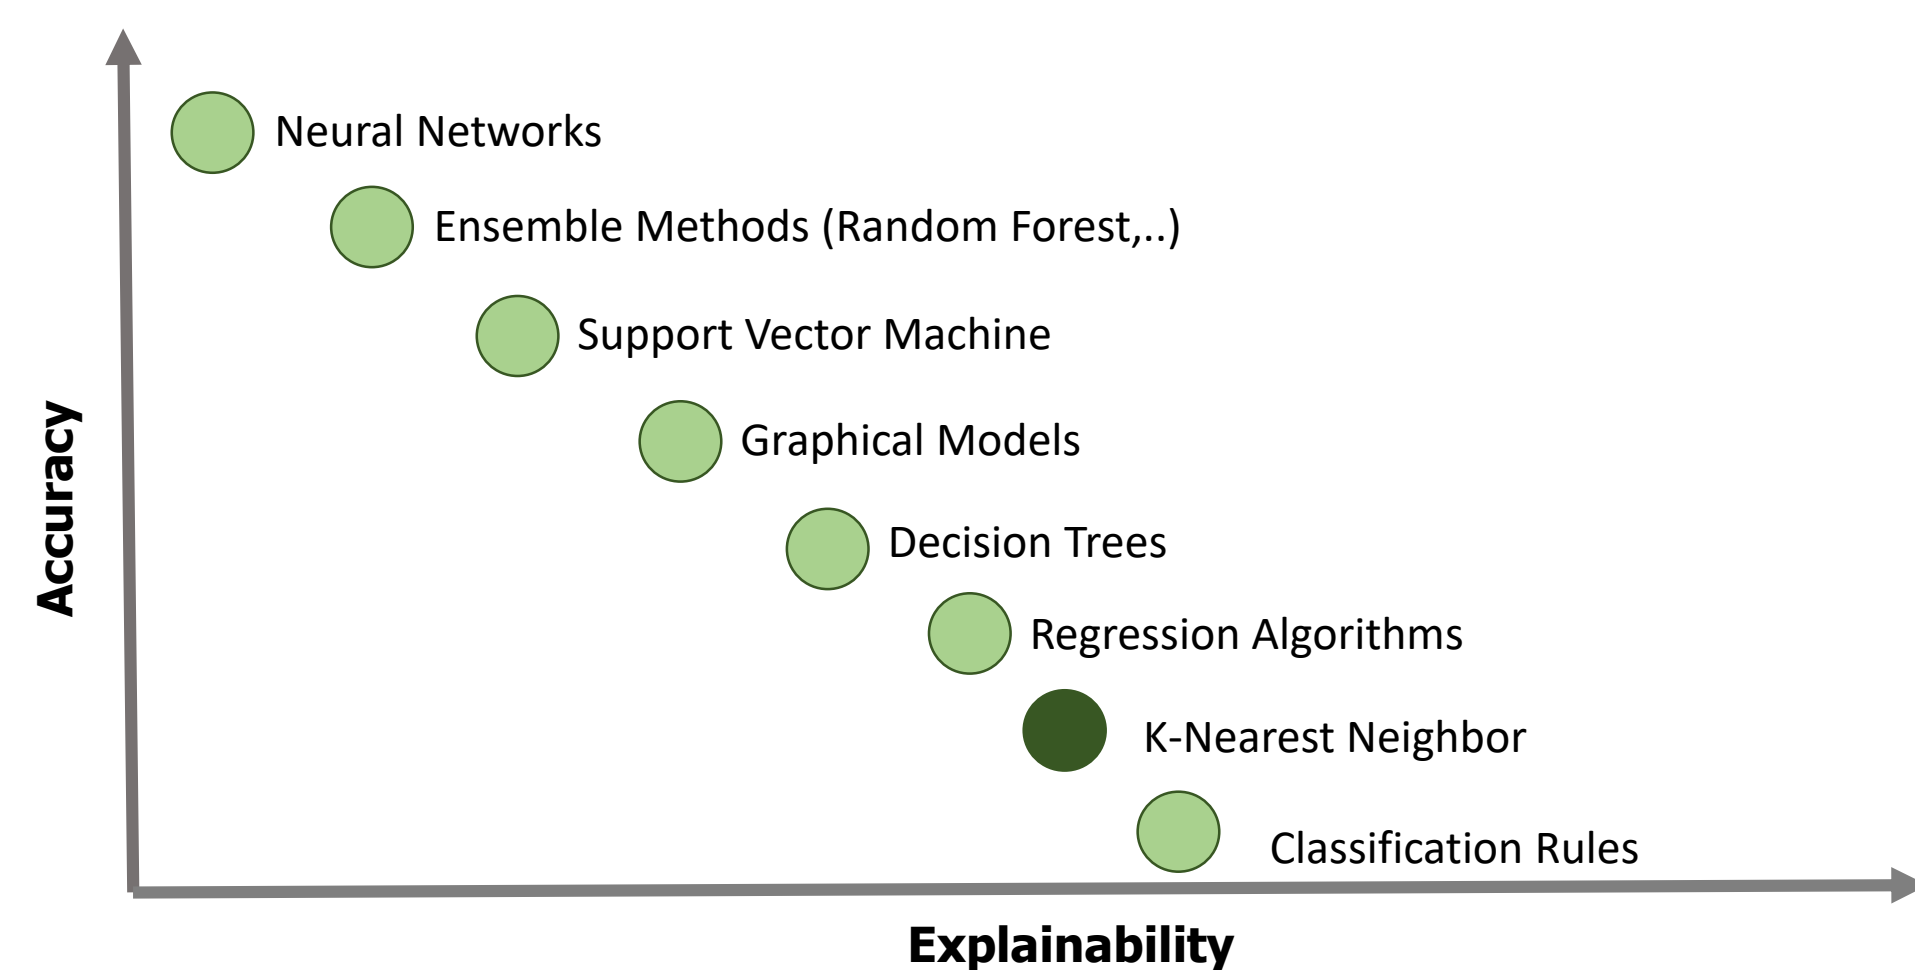 Neural Networks
Ensemble Methods (Random Forest,..)
Support Vector Machine
Graphical Models
Decision Trees
Regression Algorithms
K-Nearest Neighbor
Classification Rules
Accuracy
Explainability